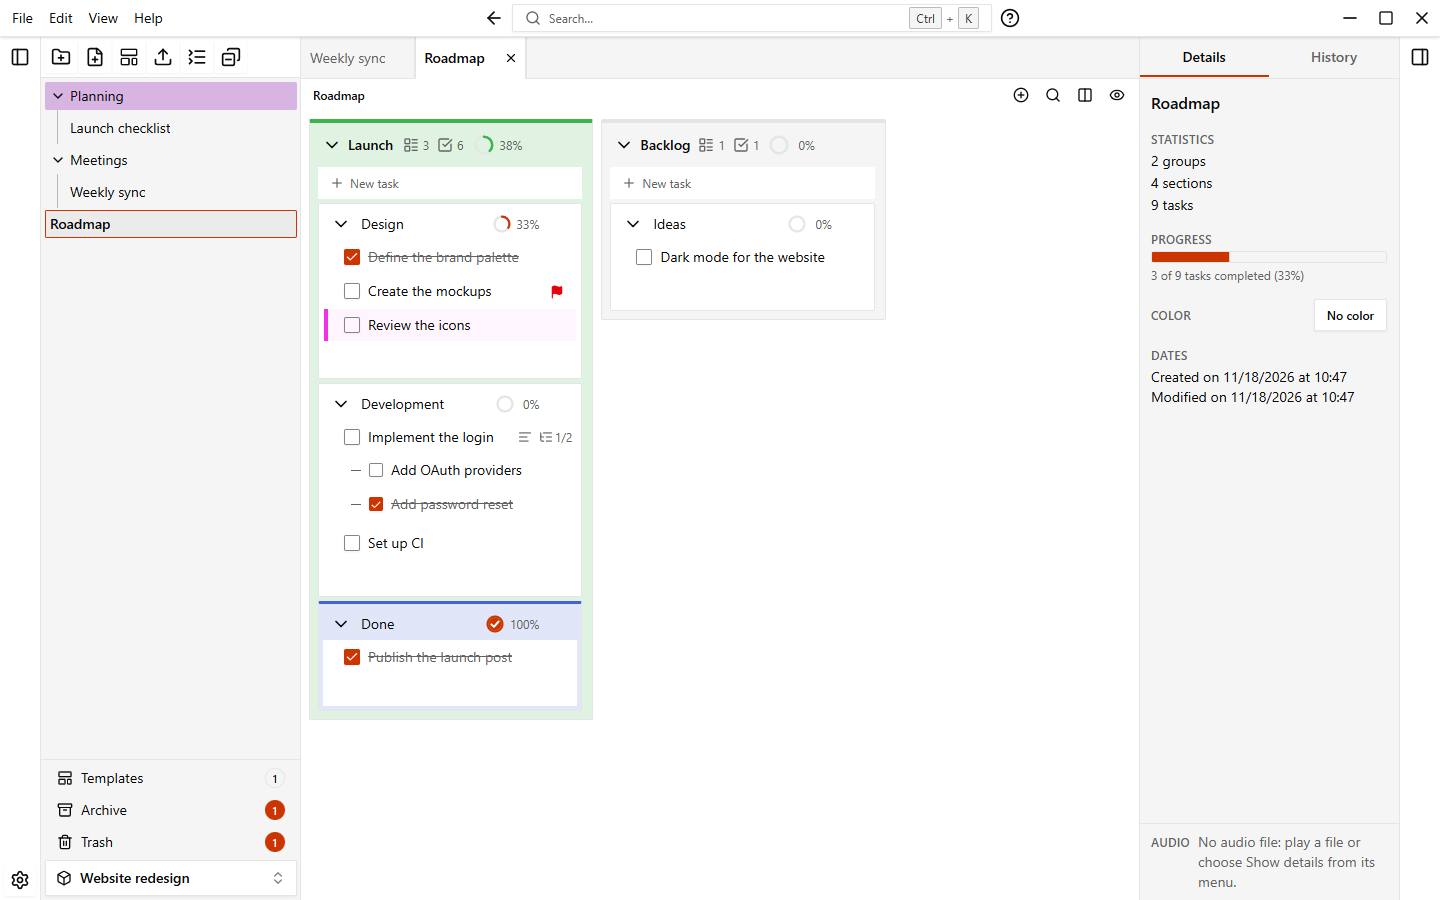 File Edit View Help
Search...
Ctrl + K
Planning
Launch checklist
Meetings
Weekly sync
Roadmap
Templates 1
Archive 1
Trash 1
Website redesign
Weekly sync
Roadmap
Roadmap
Launch 3 6 38%
New task
Design 33%
Define the brand palette
Create the mockups
Review the icons
Development 0%
Implement the login 1/2
Add OAuth providers
Add password reset
Set up CI
Done 100%
Publish the launch post
Backlog 1 1 0%
New task
Ideas 0%
Dark mode for the website
Details History
Roadmap
STATISTICS
2 groups
4 sections
9 tasks
PROGRESS
3 of 9 tasks completed (33%)
COLOR No color
DATES
Created on 11/18/2026 at 10:47
Modified on 11/18/2026 at 10:47
AUDIO No audio file: play a file or
choose Show details from its
menu.